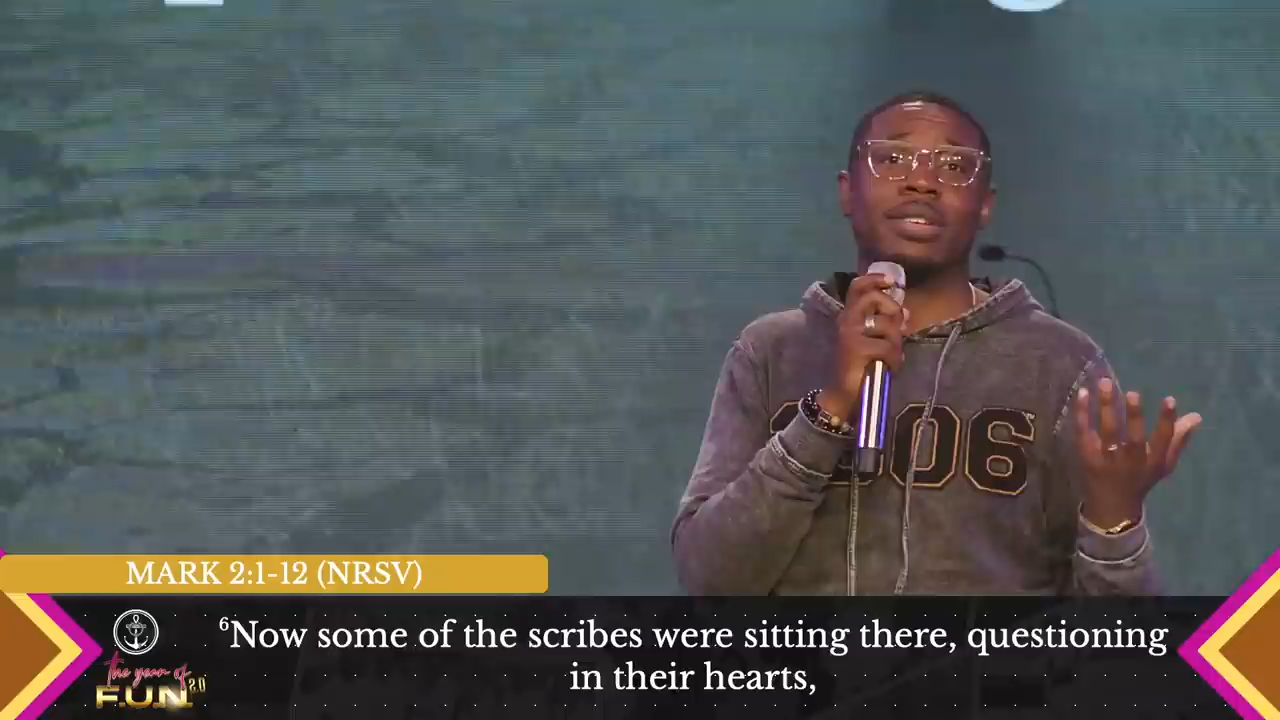 06
MARK 2:1-12 (NRSV)
⁶Now some of the scribes were sitting there, questioning
in their hearts,
the year of
F.U.N. 2.0